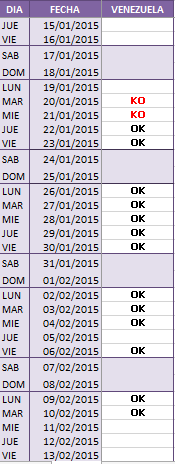 DIA FECHA VENEZUELA
JUE 15/01/2015
VIE 16/01/2015
SAB 17/01/2015
DOM 18/01/2015
LUN 19/01/2015
MAR 20/01/2015 KO
MIE 21/01/2015 KO
JUE 22/01/2015 OK
VIE 23/01/2015 OK
SAB 24/01/2015
DOM 25/01/2015
LUN 26/01/2015 OK
MAR 27/01/2015 OK
MIE 28/01/2015 OK
JUE 29/01/2015 OK
VIE 30/01/2015 OK
SAB 31/01/2015
DOM 01/02/2015
LUN 02/02/2015 OK
MAR 03/02/2015 OK
MIE 04/02/2015 OK
JUE 05/02/2015
VIE 06/02/2015 OK
SAB 07/02/2015
DOM 08/02/2015
LUN 09/02/2015 OK
MAR 10/02/2015 OK
MIE 11/02/2015
JUE 12/02/2015
VIE 13/02/2015